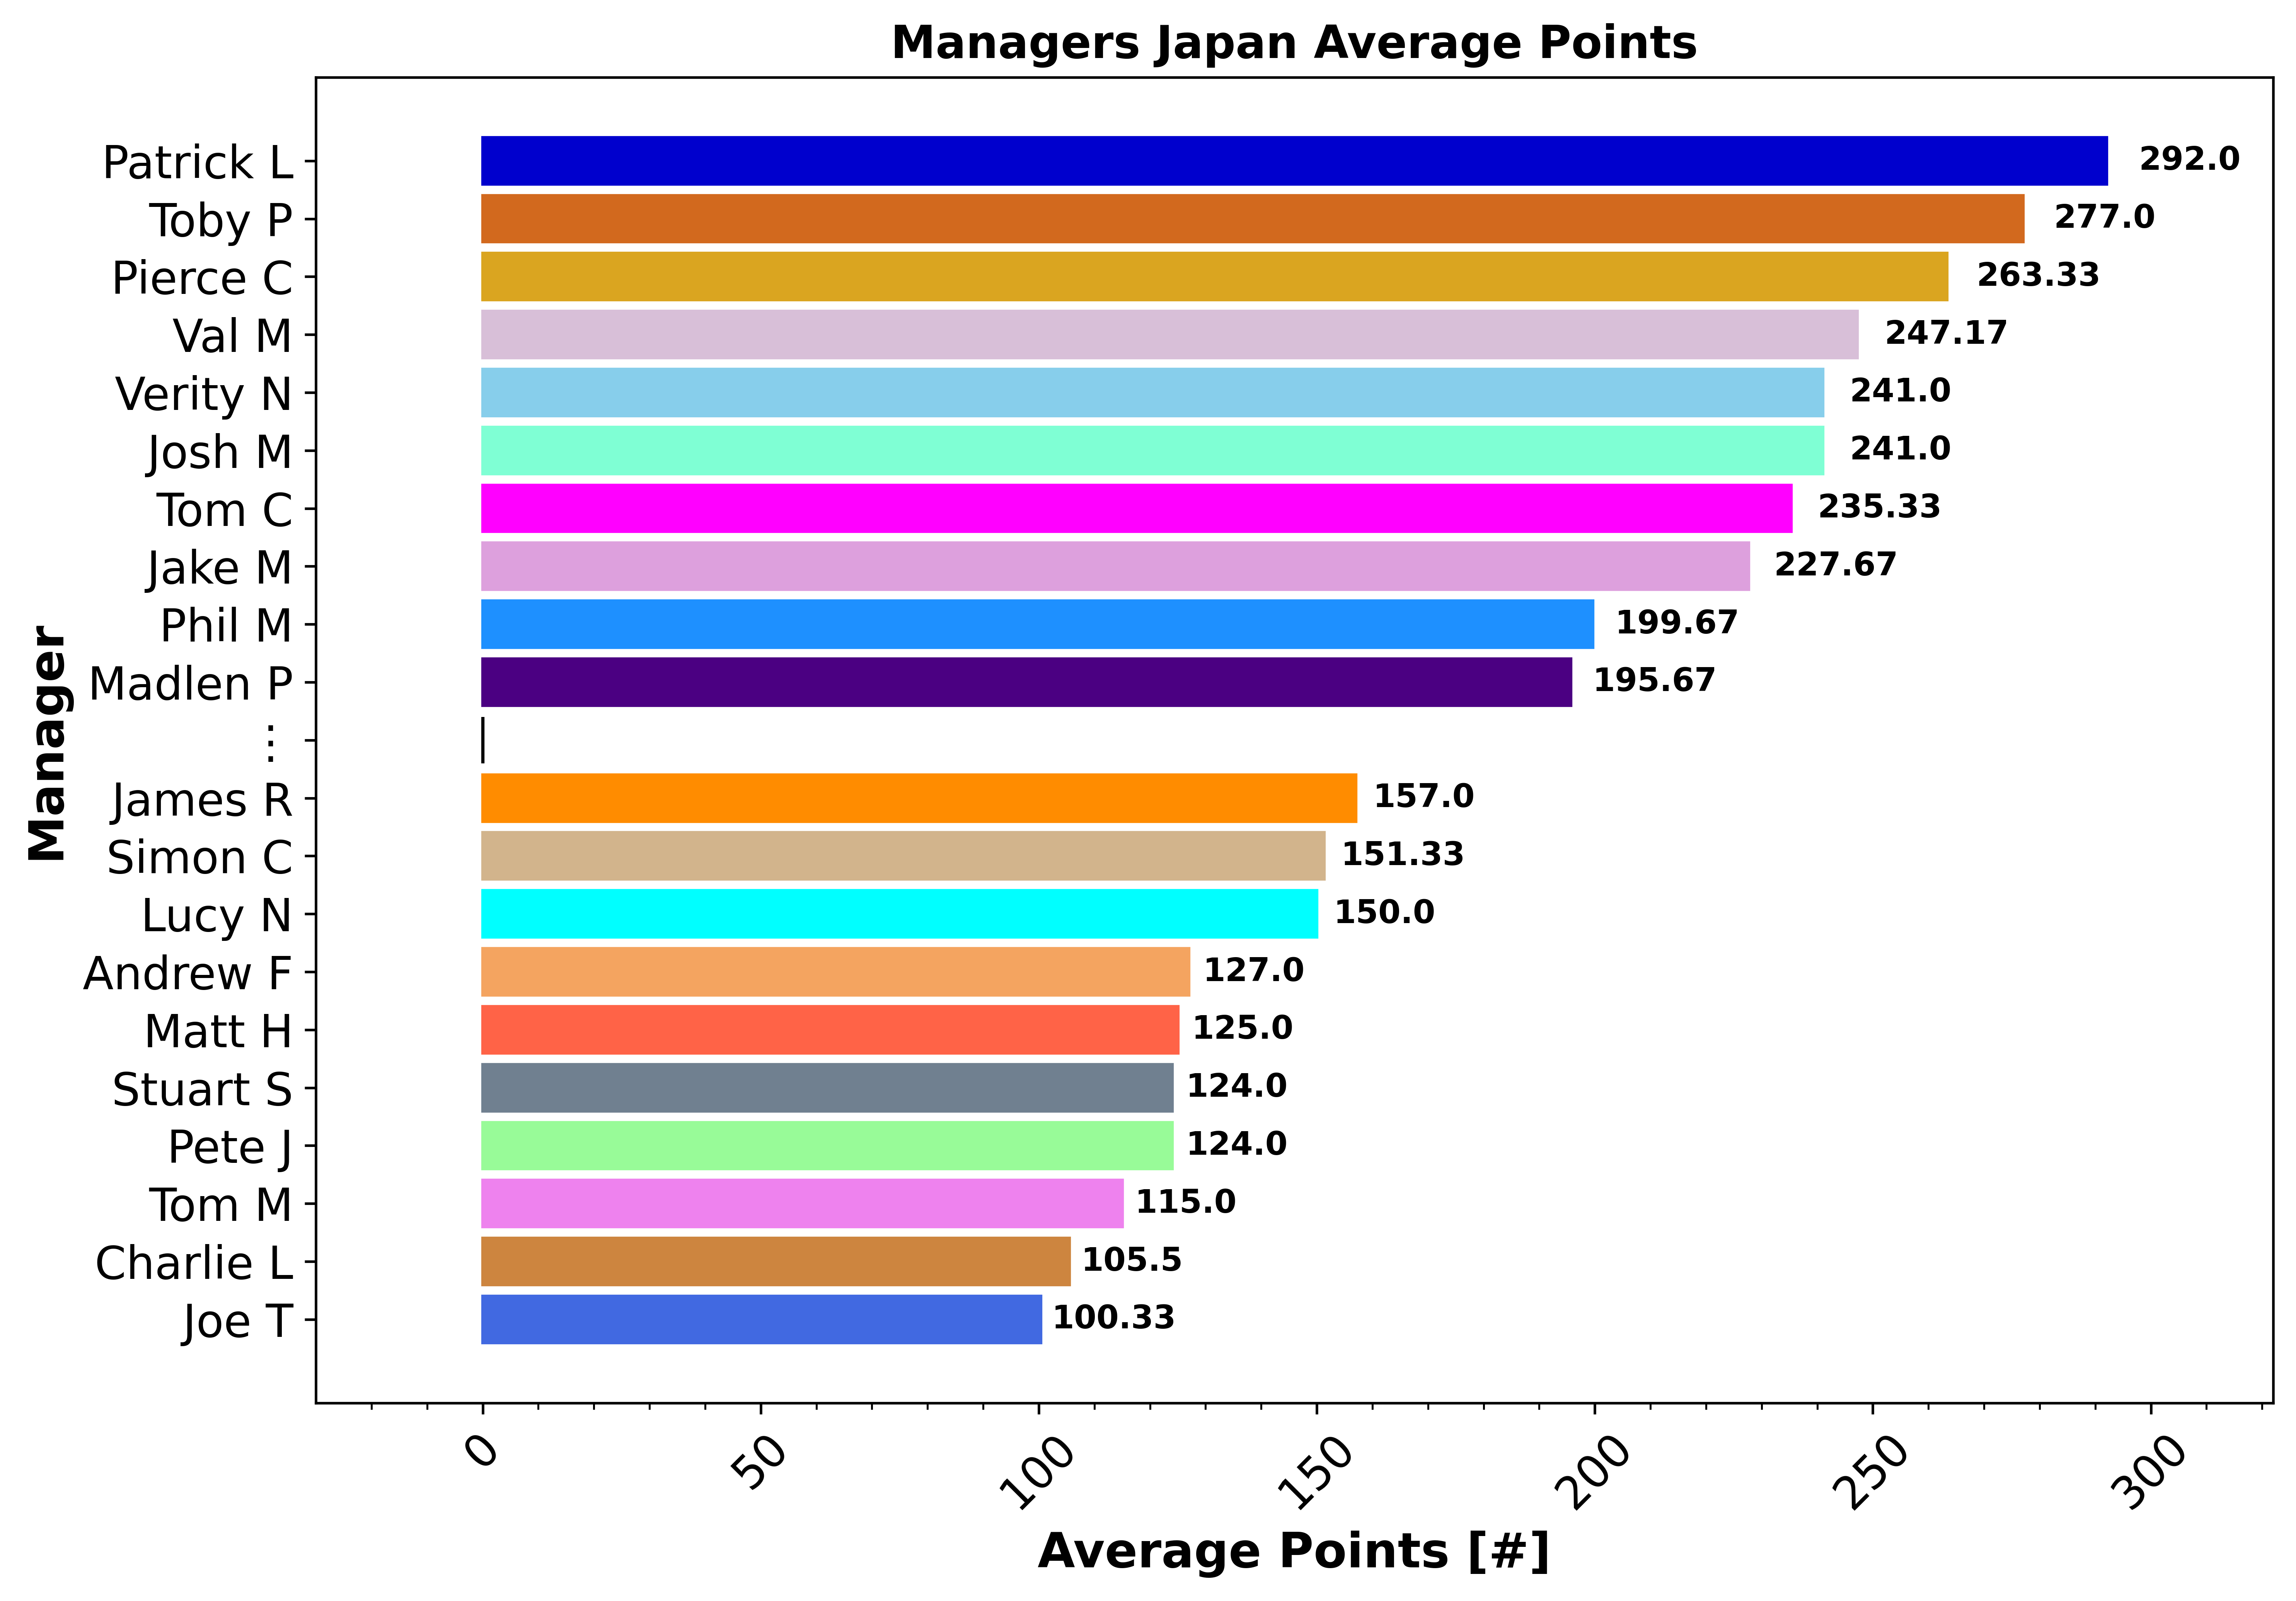 Managers Japan Average Points
Manager
Patrick L 292.0
Toby P 277.0
Pierce C 263.33
Val M 247.17
Verity N 241.0
Josh M 241.0
Tom C 235.33
Jake M 227.67
Phil M 199.67
Madlen P 195.67
⋮
James R 157.0
Simon C 151.33
Lucy N 150.0
Andrew F 127.0
Matt H 125.0
Stuart S 124.0
Pete J 124.0
Tom M 115.0
Charlie L 105.5
Joe T 100.33
0 50 100 150 200 250 300
Average Points [#]